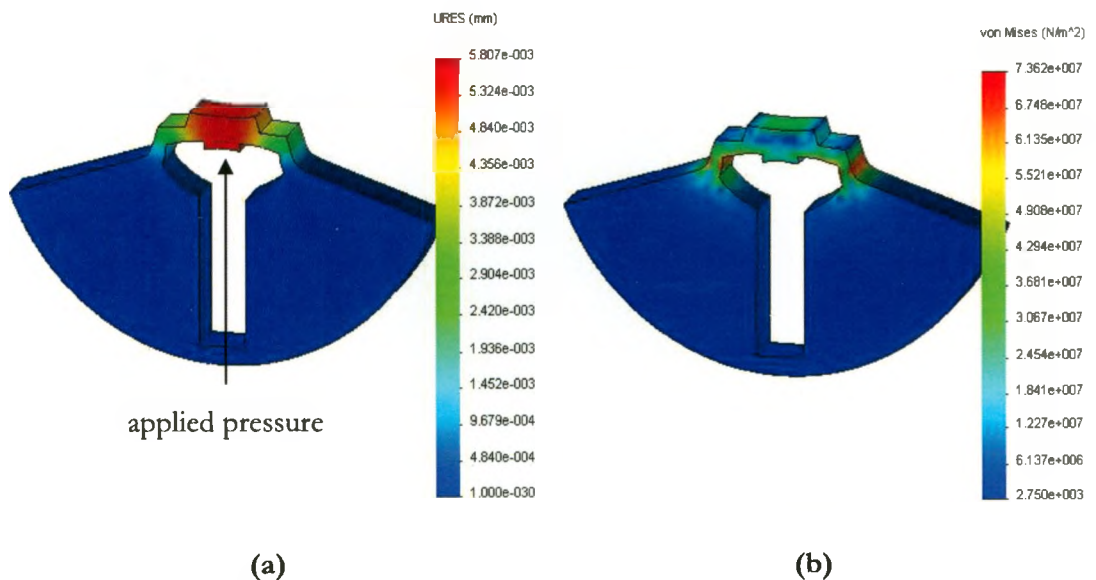 URES (mm)
5.807e-003
5.324e-003
4.840e-003
4.356e-003
3.872e-003
3.388e-003
2.904e-003
2.420e-003
1.936e-003
1.452e-003
9.679e-004
4.840e-004
1.000e-030
applied pressure
(a)
von Mises (N/m^2)
7.362e+007
6.748e+007
6.135e+007
5.521e+007
4.908e+007
4.294e+007
3.681e+007
3.067e+007
2.454e+007
1.841e+007
1.227e+007
6.137e+006
2.750e+003
(b)